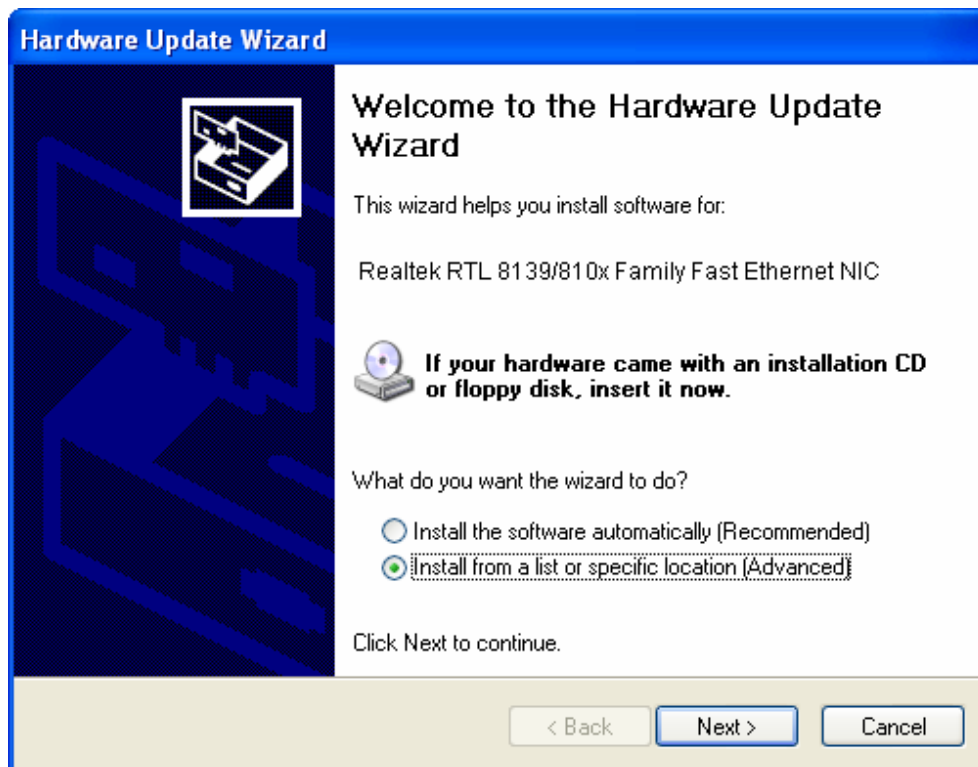 Hardware Update Wizard
Welcome to the Hardware Update
Wizard
This wizard helps you install software for:
Realtek RTL 8139/810x Family Fast Ethernet NIC
If your hardware came with an installation CD
or floppy disk, insert it now.
What do you want the wizard to do?
Install the software automatically (Recommended)
Install from a list or specific location (Advanced)
Click Next to continue.
< Back
Next >
Cancel